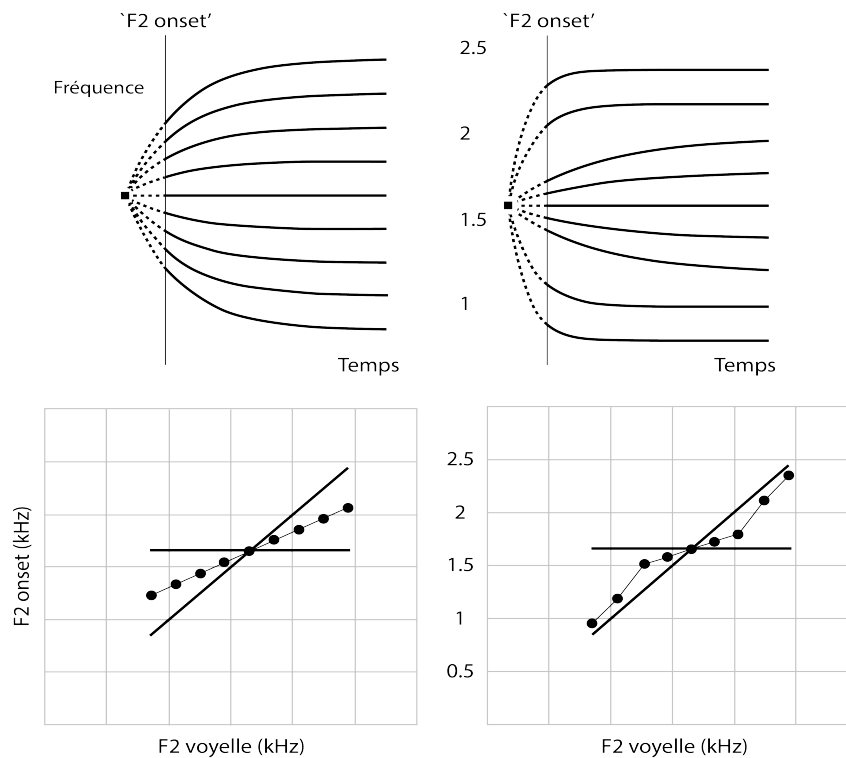 `F2 onset’
Fréquence
Temps
`F2 onset’
2.5
2
1.5
1
Temps
F2 onset (kHz)
F2 voyelle (kHz)
2.5
2
1.5
1
0.5
F2 voyelle (kHz)